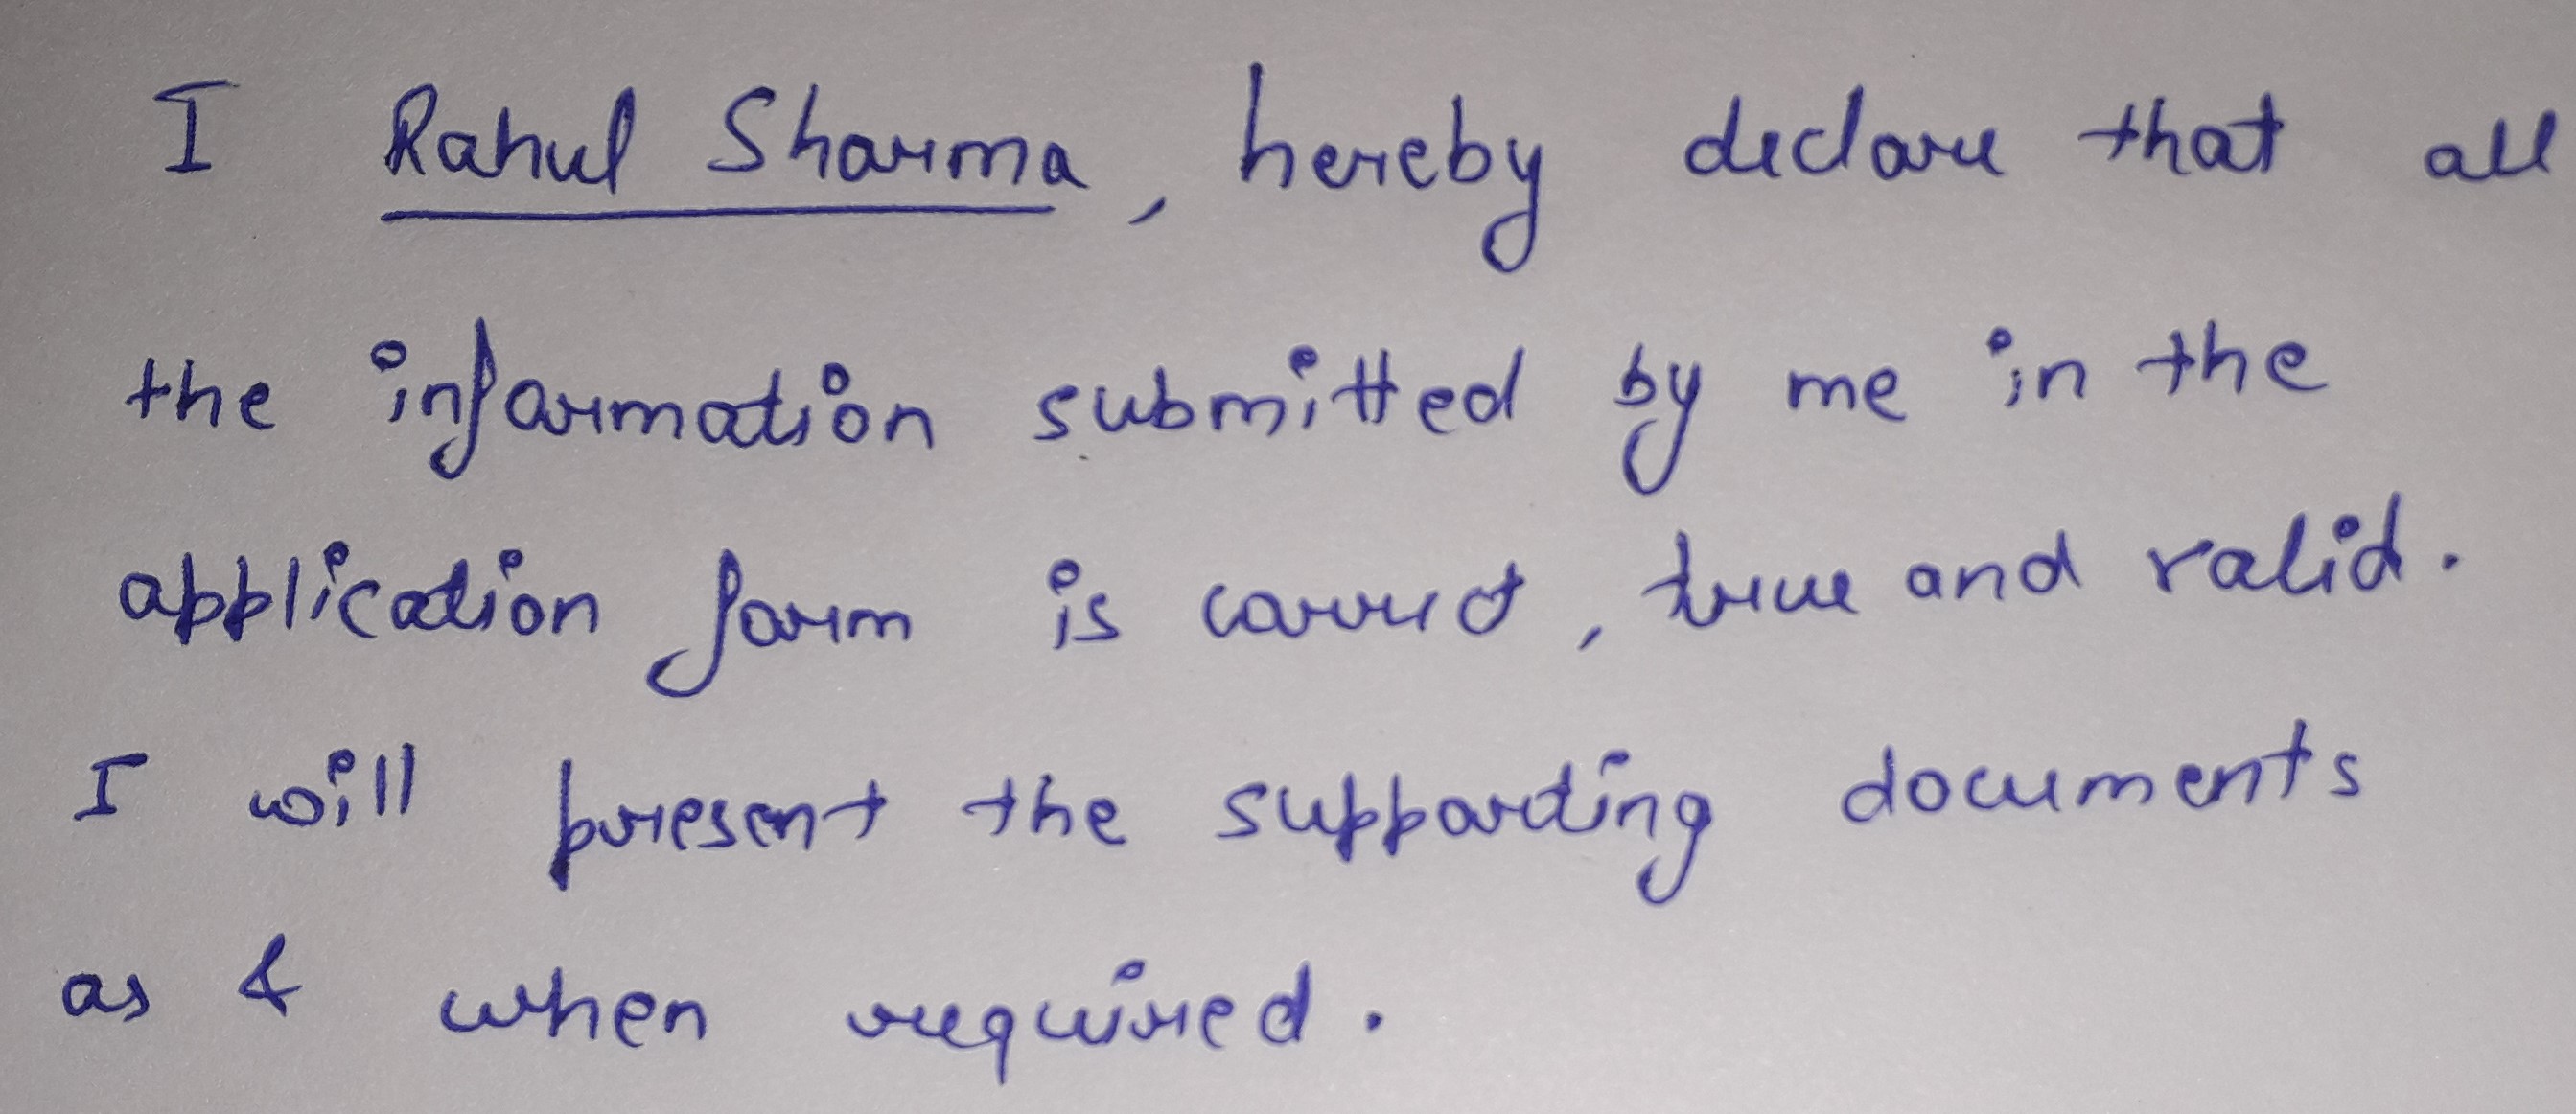 I Rahul Sharma, hereby declare that all
the information submitted by me in the
application form is correct, true and valid.
I will present the supporting documents
as & when required.